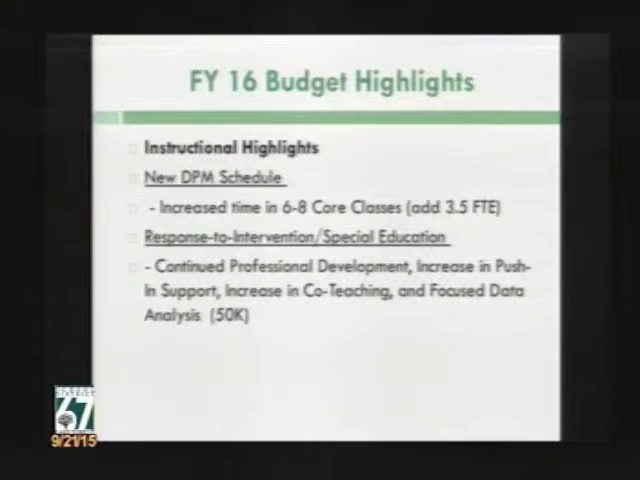 FY 16 Budget Highlights
Instructional Highlights
New DPM Schedule
- Increased time in 6-8 Core Classes (add 3.5 FTE)
Response-to-Intervention/Special Education
- Continued Professional Development, Increase in Push-
In Support, Increase in Co-Teaching, and Focused Data
Analysis (50K)
67
9/21/15